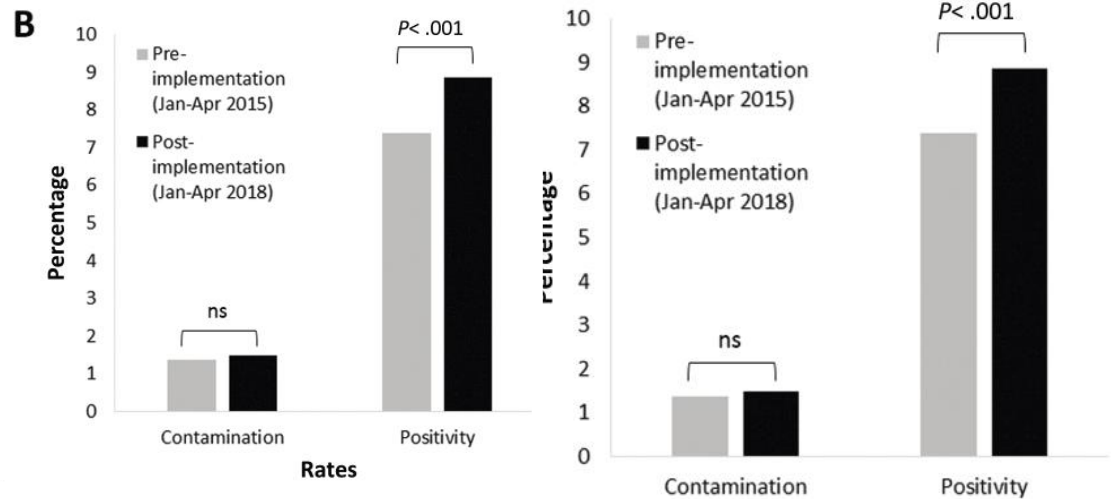 B
P< .001
10
9
8
7
6
5
4
3
2
1
0
Percentage
Pre-
implementation
(Jan-Apr 2015)
Post-
implementation
(Jan-Apr 2018)
ns
Contamination
Positivity
Rates
P< .001
10
9
8
7
6
5
4
3
2
1
0
Percentage
Pre-
implementation
(Jan-Apr 2015)
Post-
implementation
(Jan-Apr 2018)
ns
Contamination
Positivity